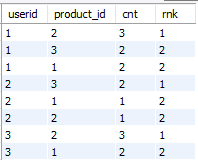 userid product_id cnt rnk
1 2 3 1
1 3 2 2
1 1 2 2
2 3 2 1
2 1 1 2
2 2 1 2
3 2 3 1
3 1 2 2